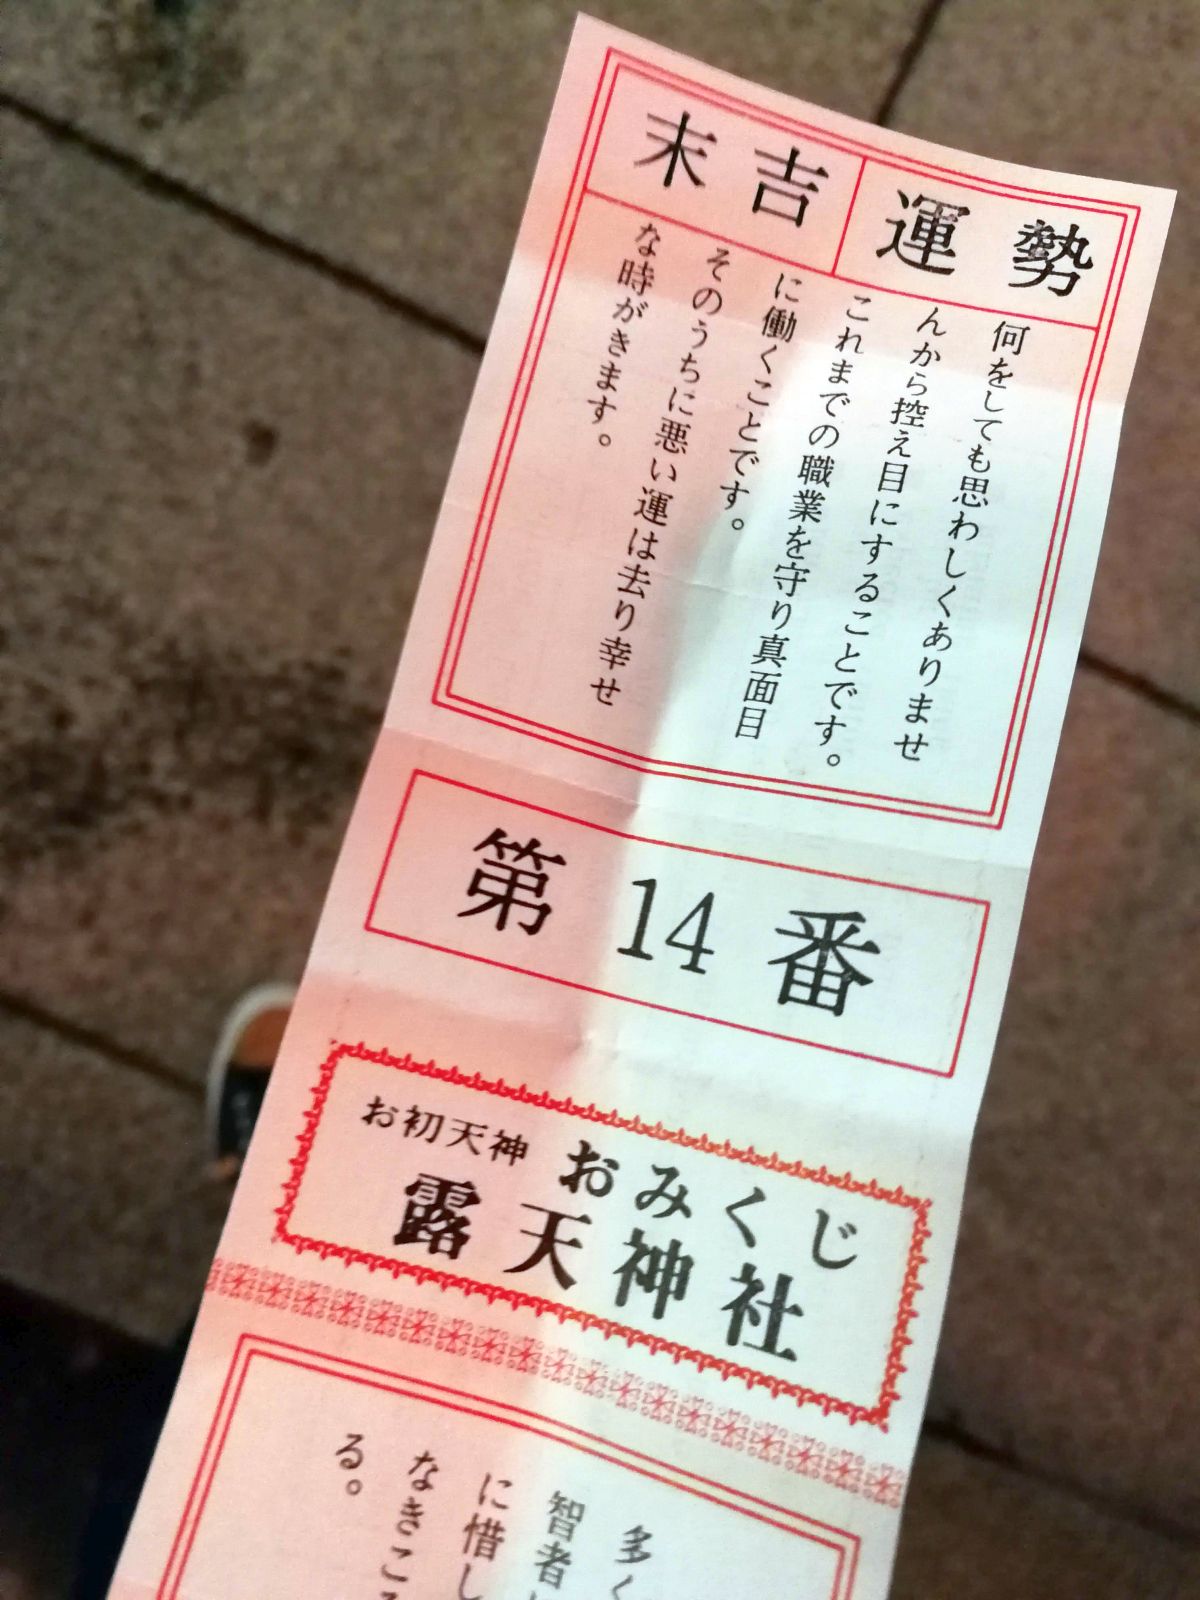 運勢
末吉
何をしても思わしくありませ
んから控え目にすることです。
これまでの職業を守り真面目
に働くことです。
そのうちに悪い運は去り幸せ
な時がきます。
第14番
お初天神 おみくじ
露天神社
多く
智者
に惜し
なきこ
る。